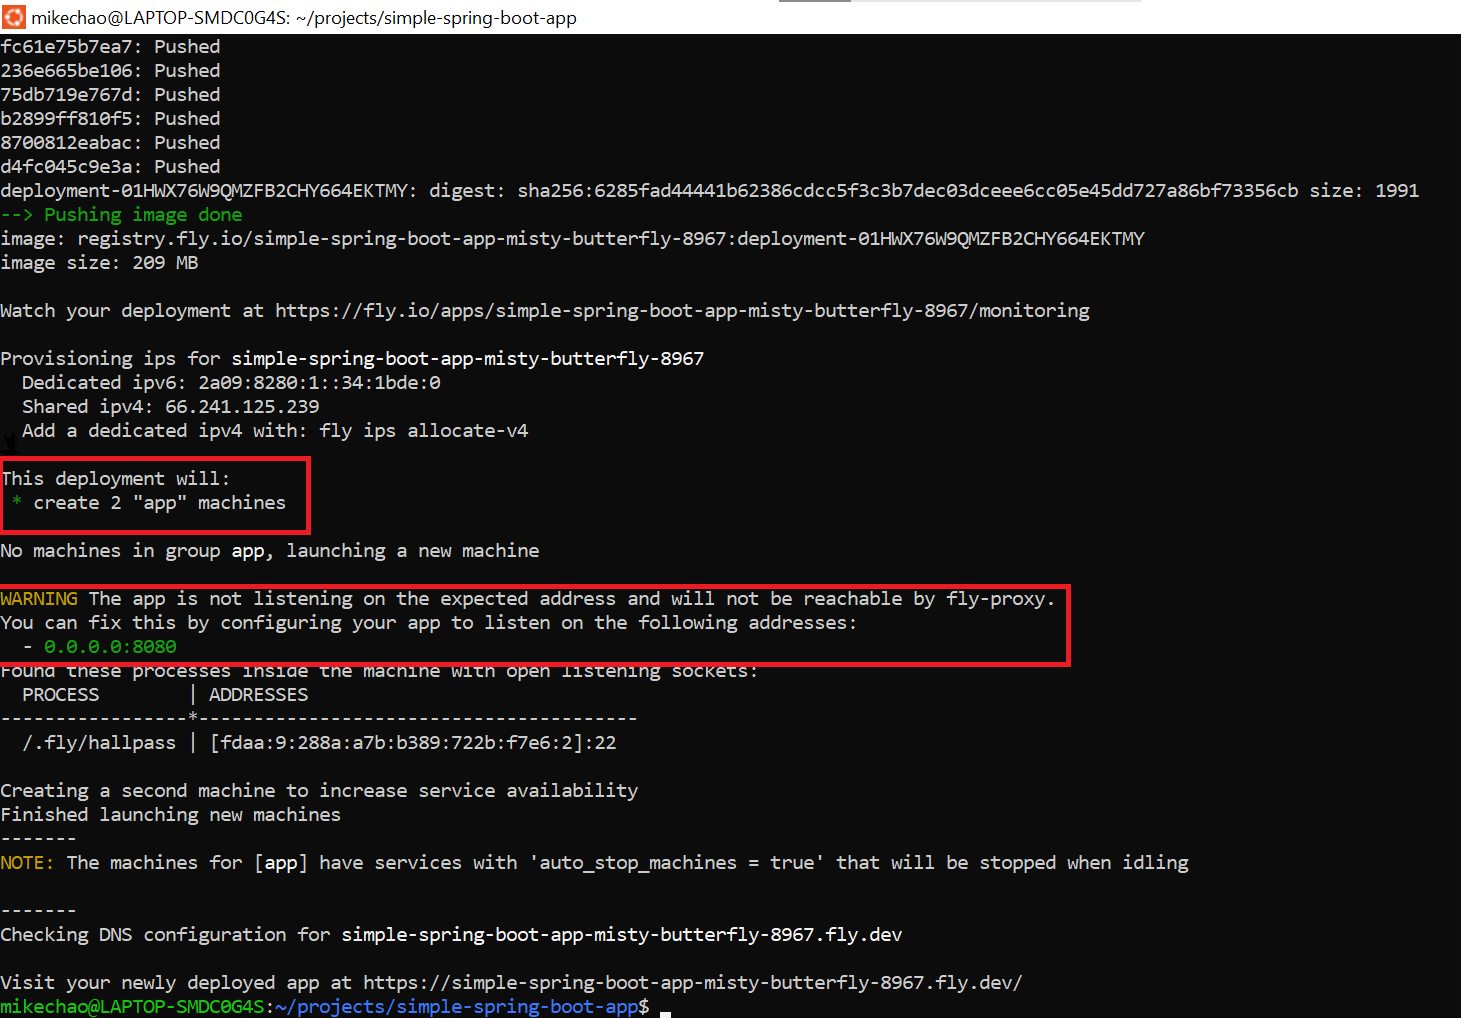 mikechao@LAPTOP-SMDC0G4S: ~/projects/simple-spring-boot-app
fc61e75b7ea7: Pushed
236e665be106: Pushed
75db719e767d: Pushed
b2899ff810f5: Pushed
8700812eabac: Pushed
d4fc045c9e3a: Pushed
deployment-01HWX76W9QMZFB2CHY664EKTMY: digest: sha256:6285fad44441b62386cdcc5f3c3b7dec03dceee6cc05e45dd727a86bf73356cb size: 1991
--> Pushing image done
image: registry.fly.io/simple-spring-boot-app-misty-butterfly-8967:deployment-01HWX76W9QMZFB2CHY664EKTMY
image size: 209 MB
Watch your deployment at https://fly.io/apps/simple-spring-boot-app-misty-butterfly-8967/monitoring
Provisioning ips for simple-spring-boot-app-misty-butterfly-8967
  Dedicated ipv6: 2a09:8280:1::34:1bde:0
  Shared ipv4: 66.241.125.239
  Add a dedicated ipv4 with: fly ips allocate-v4
This deployment will:
 * create 2 "app" machines
No machines in group app, launching a new machine
WARNING The app is not listening on the expected address and will not be reachable by fly-proxy.
You can fix this by configuring your app to listen on the following addresses:
  - 0.0.0.0:8080
Found these processes inside the machine with open listening sockets:
  PROCESS        | ADDRESSES
-----------------*----------------------------------------
  /.fly/hallpass | [fdaa:9:288a:a7b:b389:722b:f7e6:2]:22
Creating a second machine to increase service availability
Finished launching new machines
-------
NOTE: The machines for [app] have services with 'auto_stop_machines = true' that will be stopped when idling
-------
Checking DNS configuration for simple-spring-boot-app-misty-butterfly-8967.fly.dev
Visit your newly deployed app at https://simple-spring-boot-app-misty-butterfly-8967.fly.dev/
mikechao@LAPTOP-SMDC0G4S:~/projects/simple-spring-boot-app$